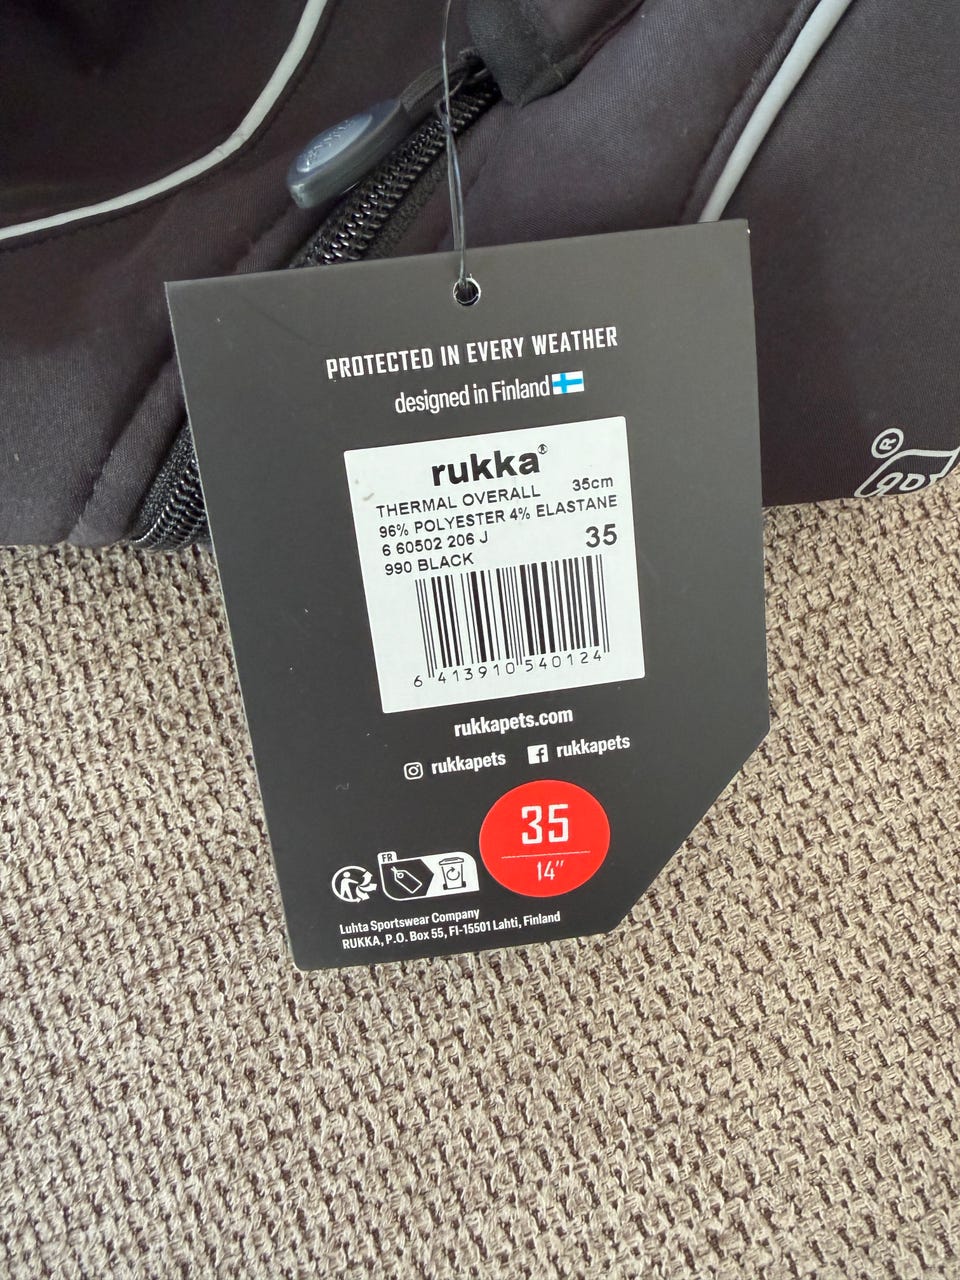 PROTECTED IN EVERY WEATHER
designed in Finland
rukka®
THERMAL OVERALL 35cm
96% POLYESTER 4% ELASTANE
6 60502 206 J 35
990 BLACK
6 413910 540124
rukkapets.com
rukkapets rukkapets
35
14"
FR
Luhta Sportswear Company
RUKKA, P.O. Box 55, FI-15501 Lahti, Finland
®